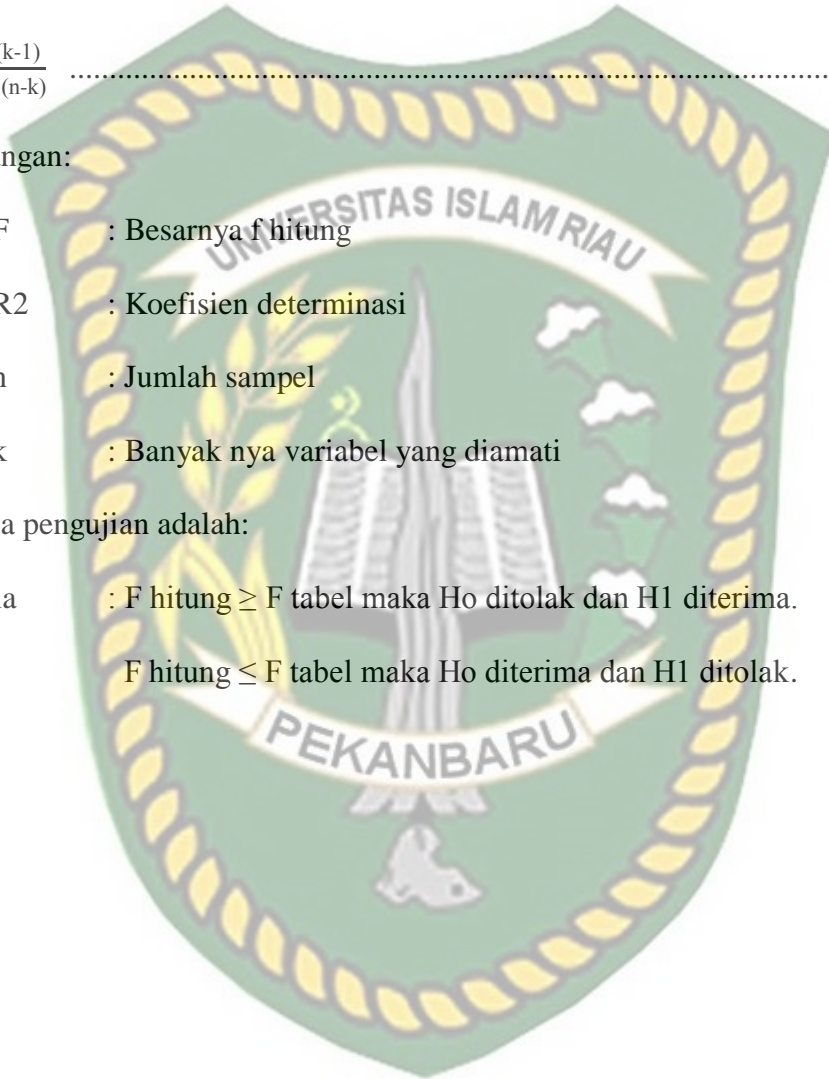 (k-1)
(n-k) ................................................................................
ngan:
F : Besarnya f hitung
R2 : Koefisien determinasi
n : Jumlah sampel
k : Banyak nya variabel yang diamati
a pengujian adalah:
la : F hitung ≥ F tabel maka Ho ditolak dan H1 diterima.
F hitung ≤ F tabel maka Ho diterima dan H1 ditolak.
UNIVERSITAS ISLAM RIAU
PEKANBARU